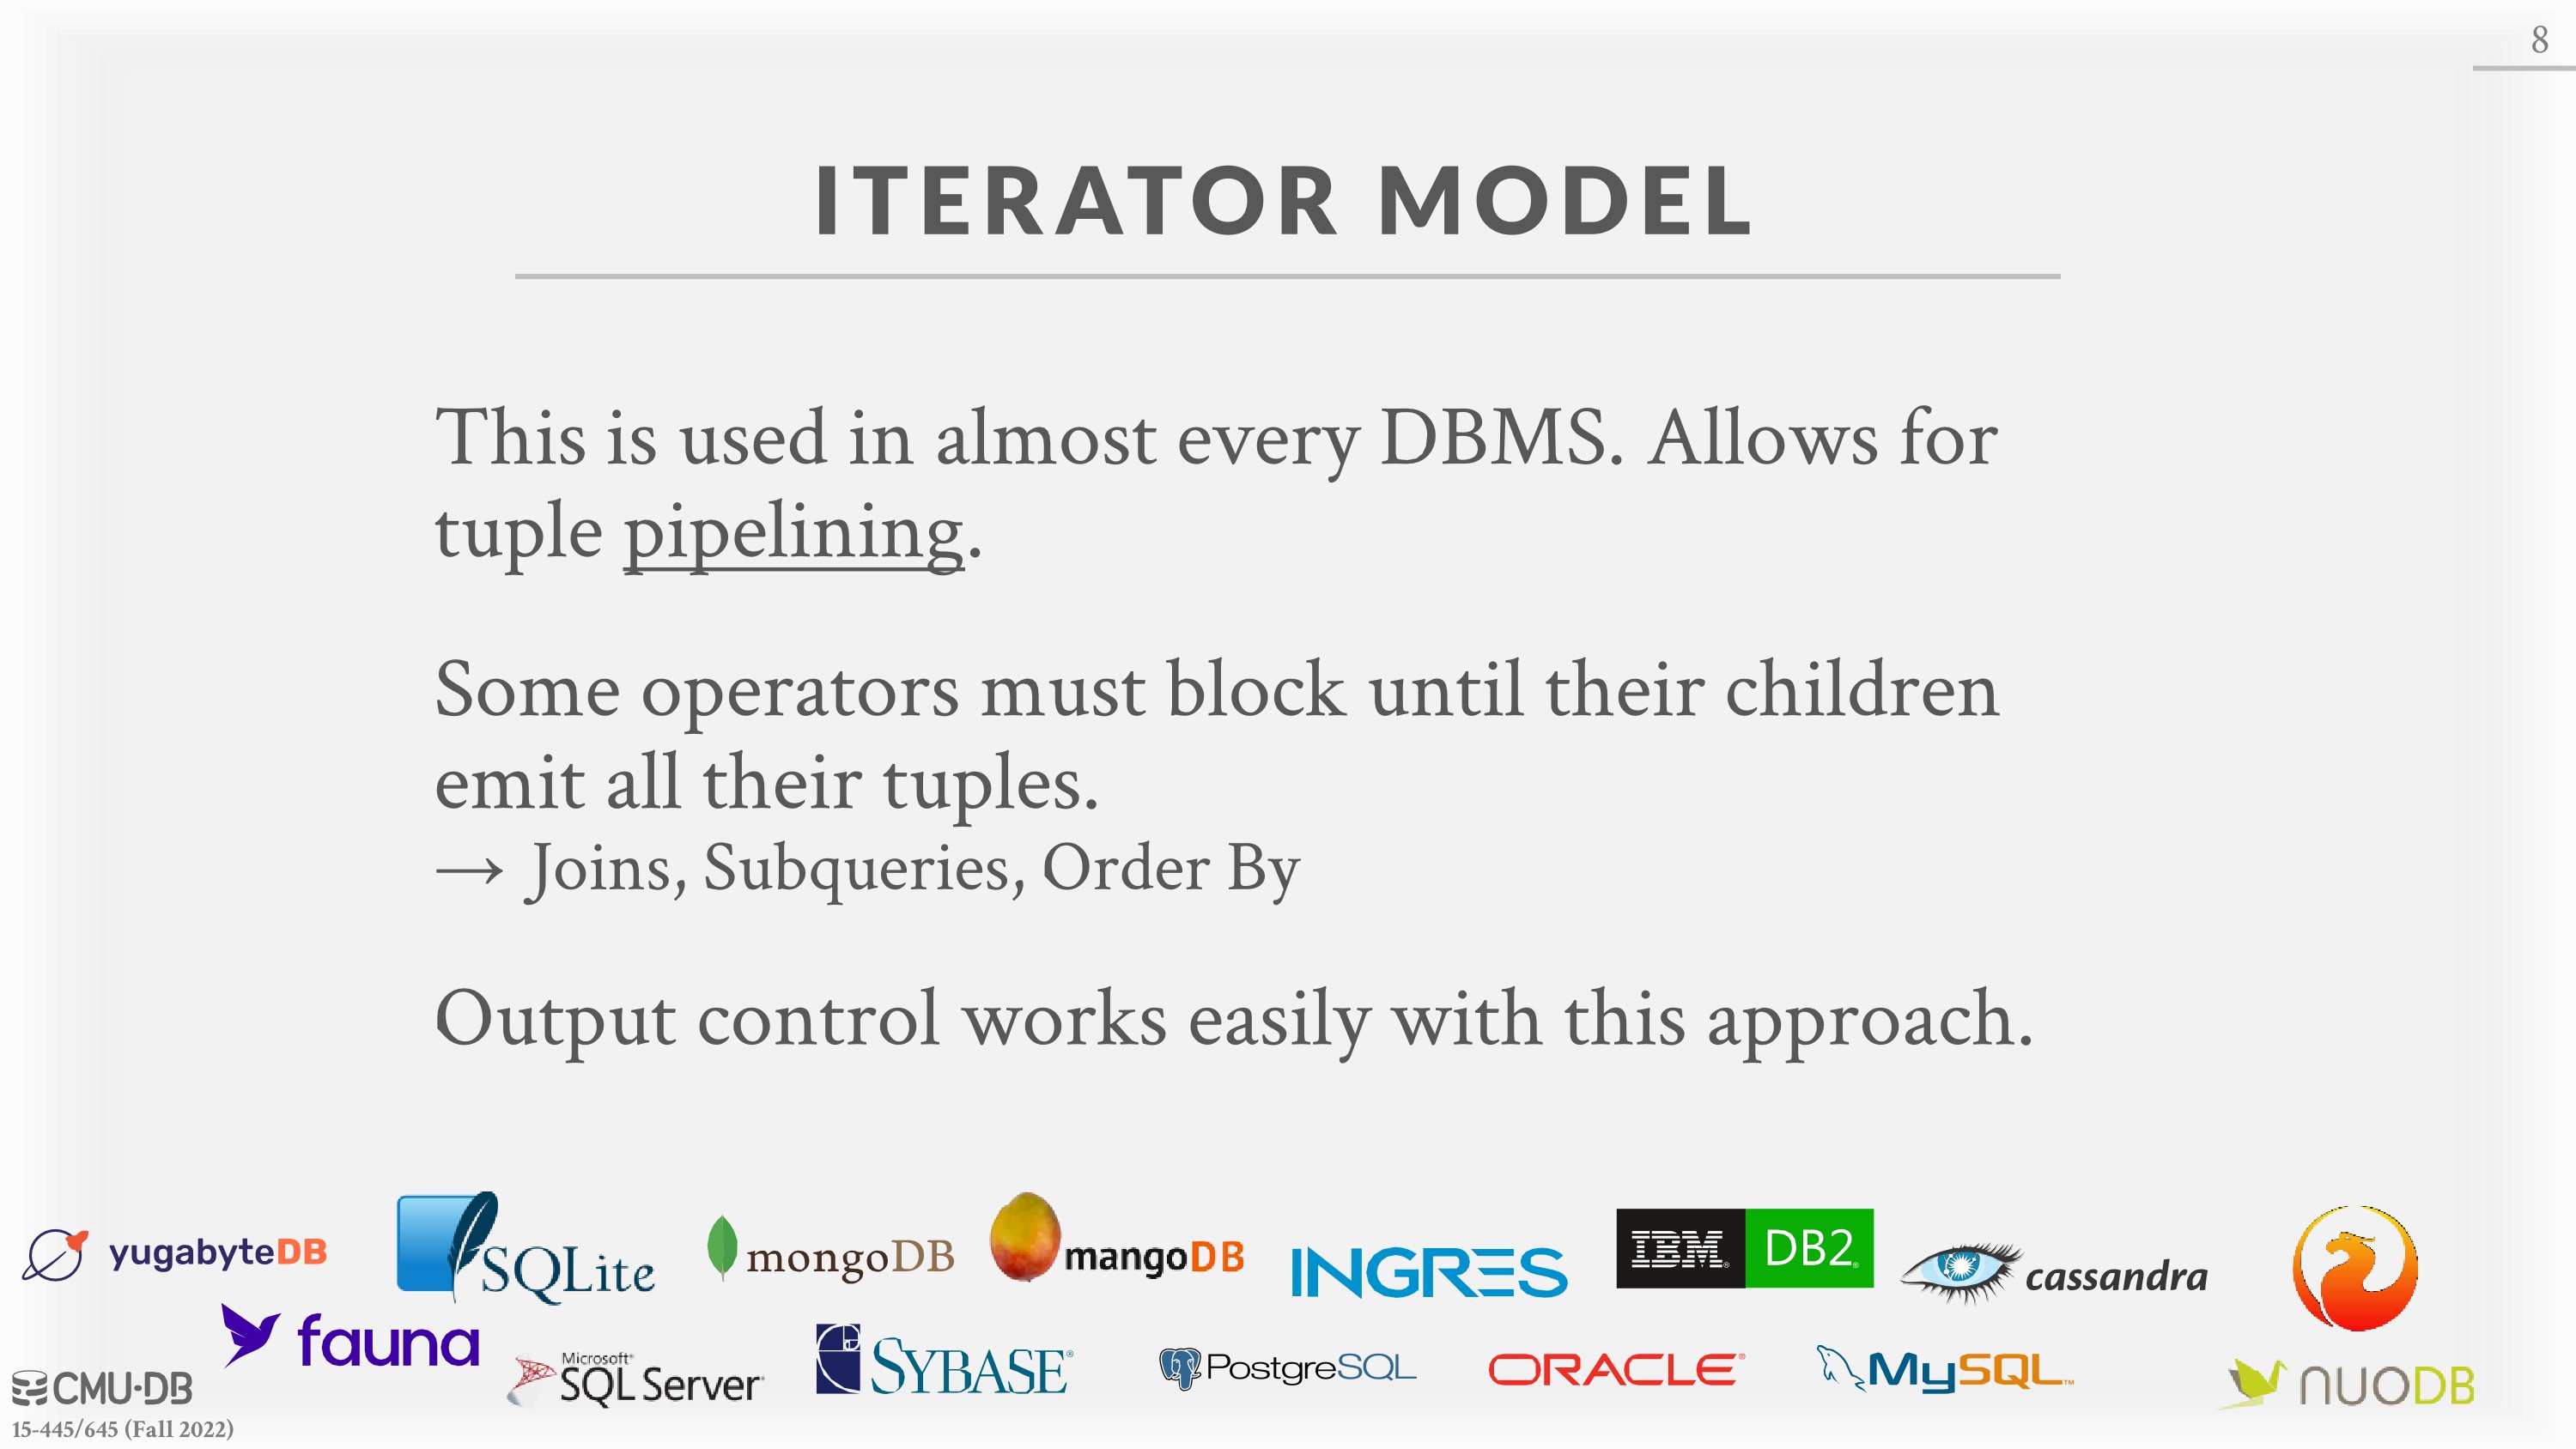 8
ITERATOR MODEL
This is used in almost every DBMS. Allows for
tuple pipelining.
Some operators must block until their children
emit all their tuples.
→ Joins, Subqueries, Order By
Output control works easily with this approach.
yugabyteDB
SQLite
mongoDB
mangoDB
INGRES
IBM®
DB2®
cassandra
fauna
Microsoft®
SQL Server
SYBASE®
PostgreSQL
ORACLE®
MySQL™
NUODB
CMU·DB
15-445/645 (Fall 2022)